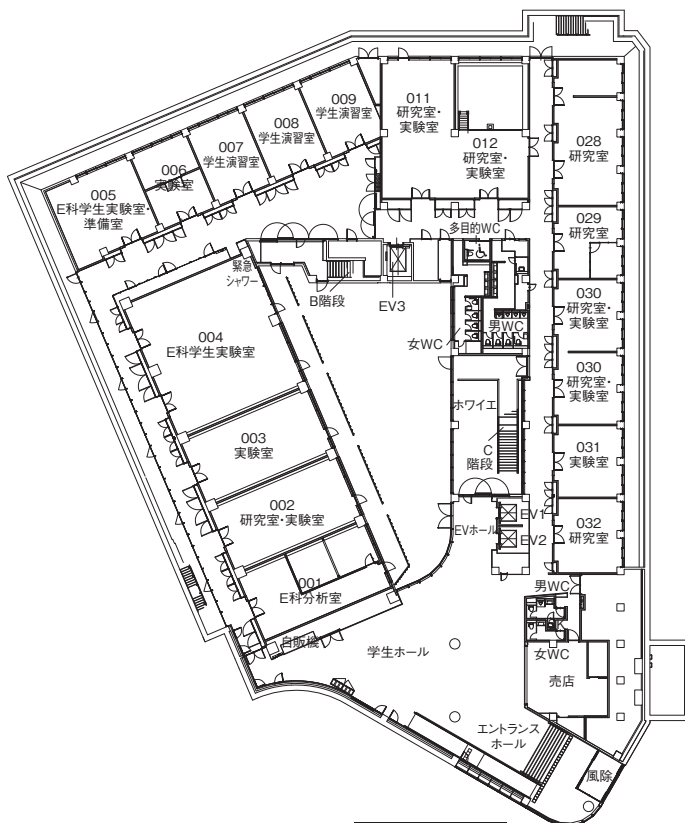 009
学生演習室
008
学生演習室
007
学生演習室
006
実験室
005
E科学生実験室・
準備室
011
研究室・
実験室
012
研究室・
実験室
028
研究室
029
研究室
030
研究室・
実験室
030
研究室・
実験室
031
実験室
032
研究室
多目的WC
緊急
シャワー
B階段
EV3
女WC
男WC
004
E科学生実験室
ホワイエ
C
階段
003
実験室
002
研究室・実験室
EVホール
EV1
EV2
001
E科分析室
男WC
自販機
学生ホール
女WC
売店
エントランス
ホール
風除